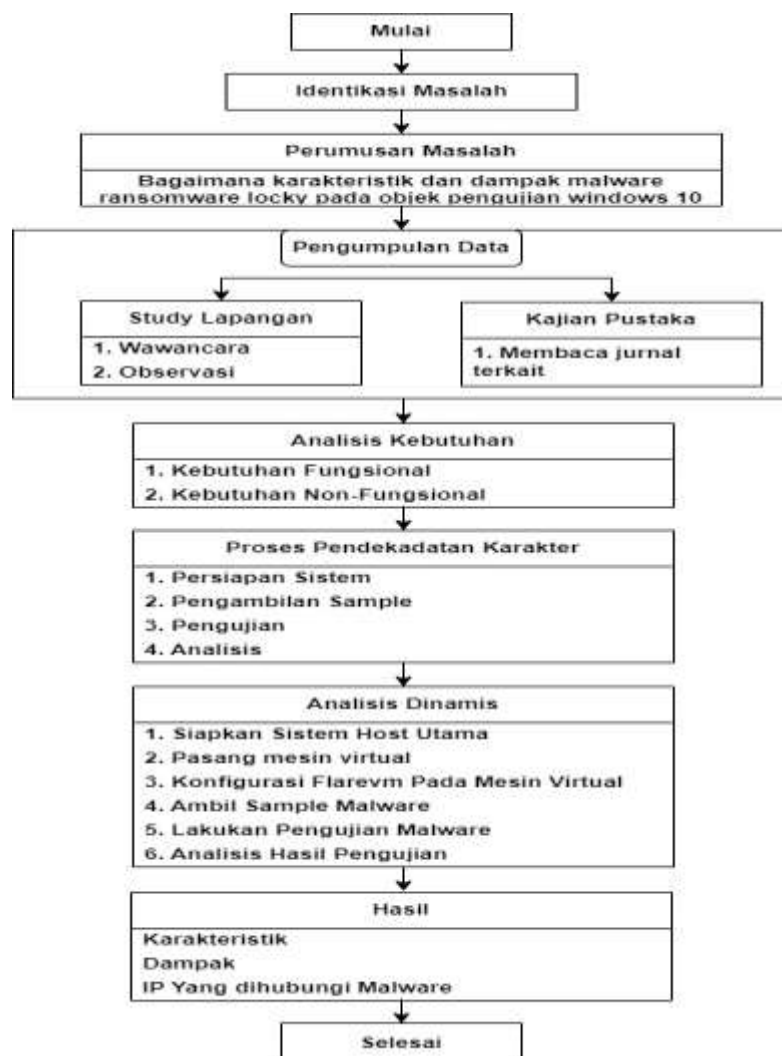 Mulai
Identikasi Masalah
Perumusan Masalah
Bagaimana karakteristik dan dampak malware
ransomware locky pada objek pengujian windows 10
Pengumpulan Data
Study Lapangan
1. Wawancara
2. Observasi
Kajian Pustaka
1. Membaca jurnal
terkait
Analisis Kebutuhan
1. Kebutuhan Fungsional
2. Kebutuhan Non-Fungsional
Proses Pendekadatan Karakter
1. Persiapan Sistem
2. Pengambilan Sample
3. Pengujian
4. Analisis
Analisis Dinamis
1. Siapkan Sistem Host Utama
2. Pasang mesin virtual
3. Konfigurasi Flarevm Pada Mesin Virtual
4. Ambil Sample Malware
5. Lakukan Pengujian Malware
6. Analisis Hasil Pengujian
Hasil
Karakteristik
Dampak
IP Yang dihubungi Malware
Selesai